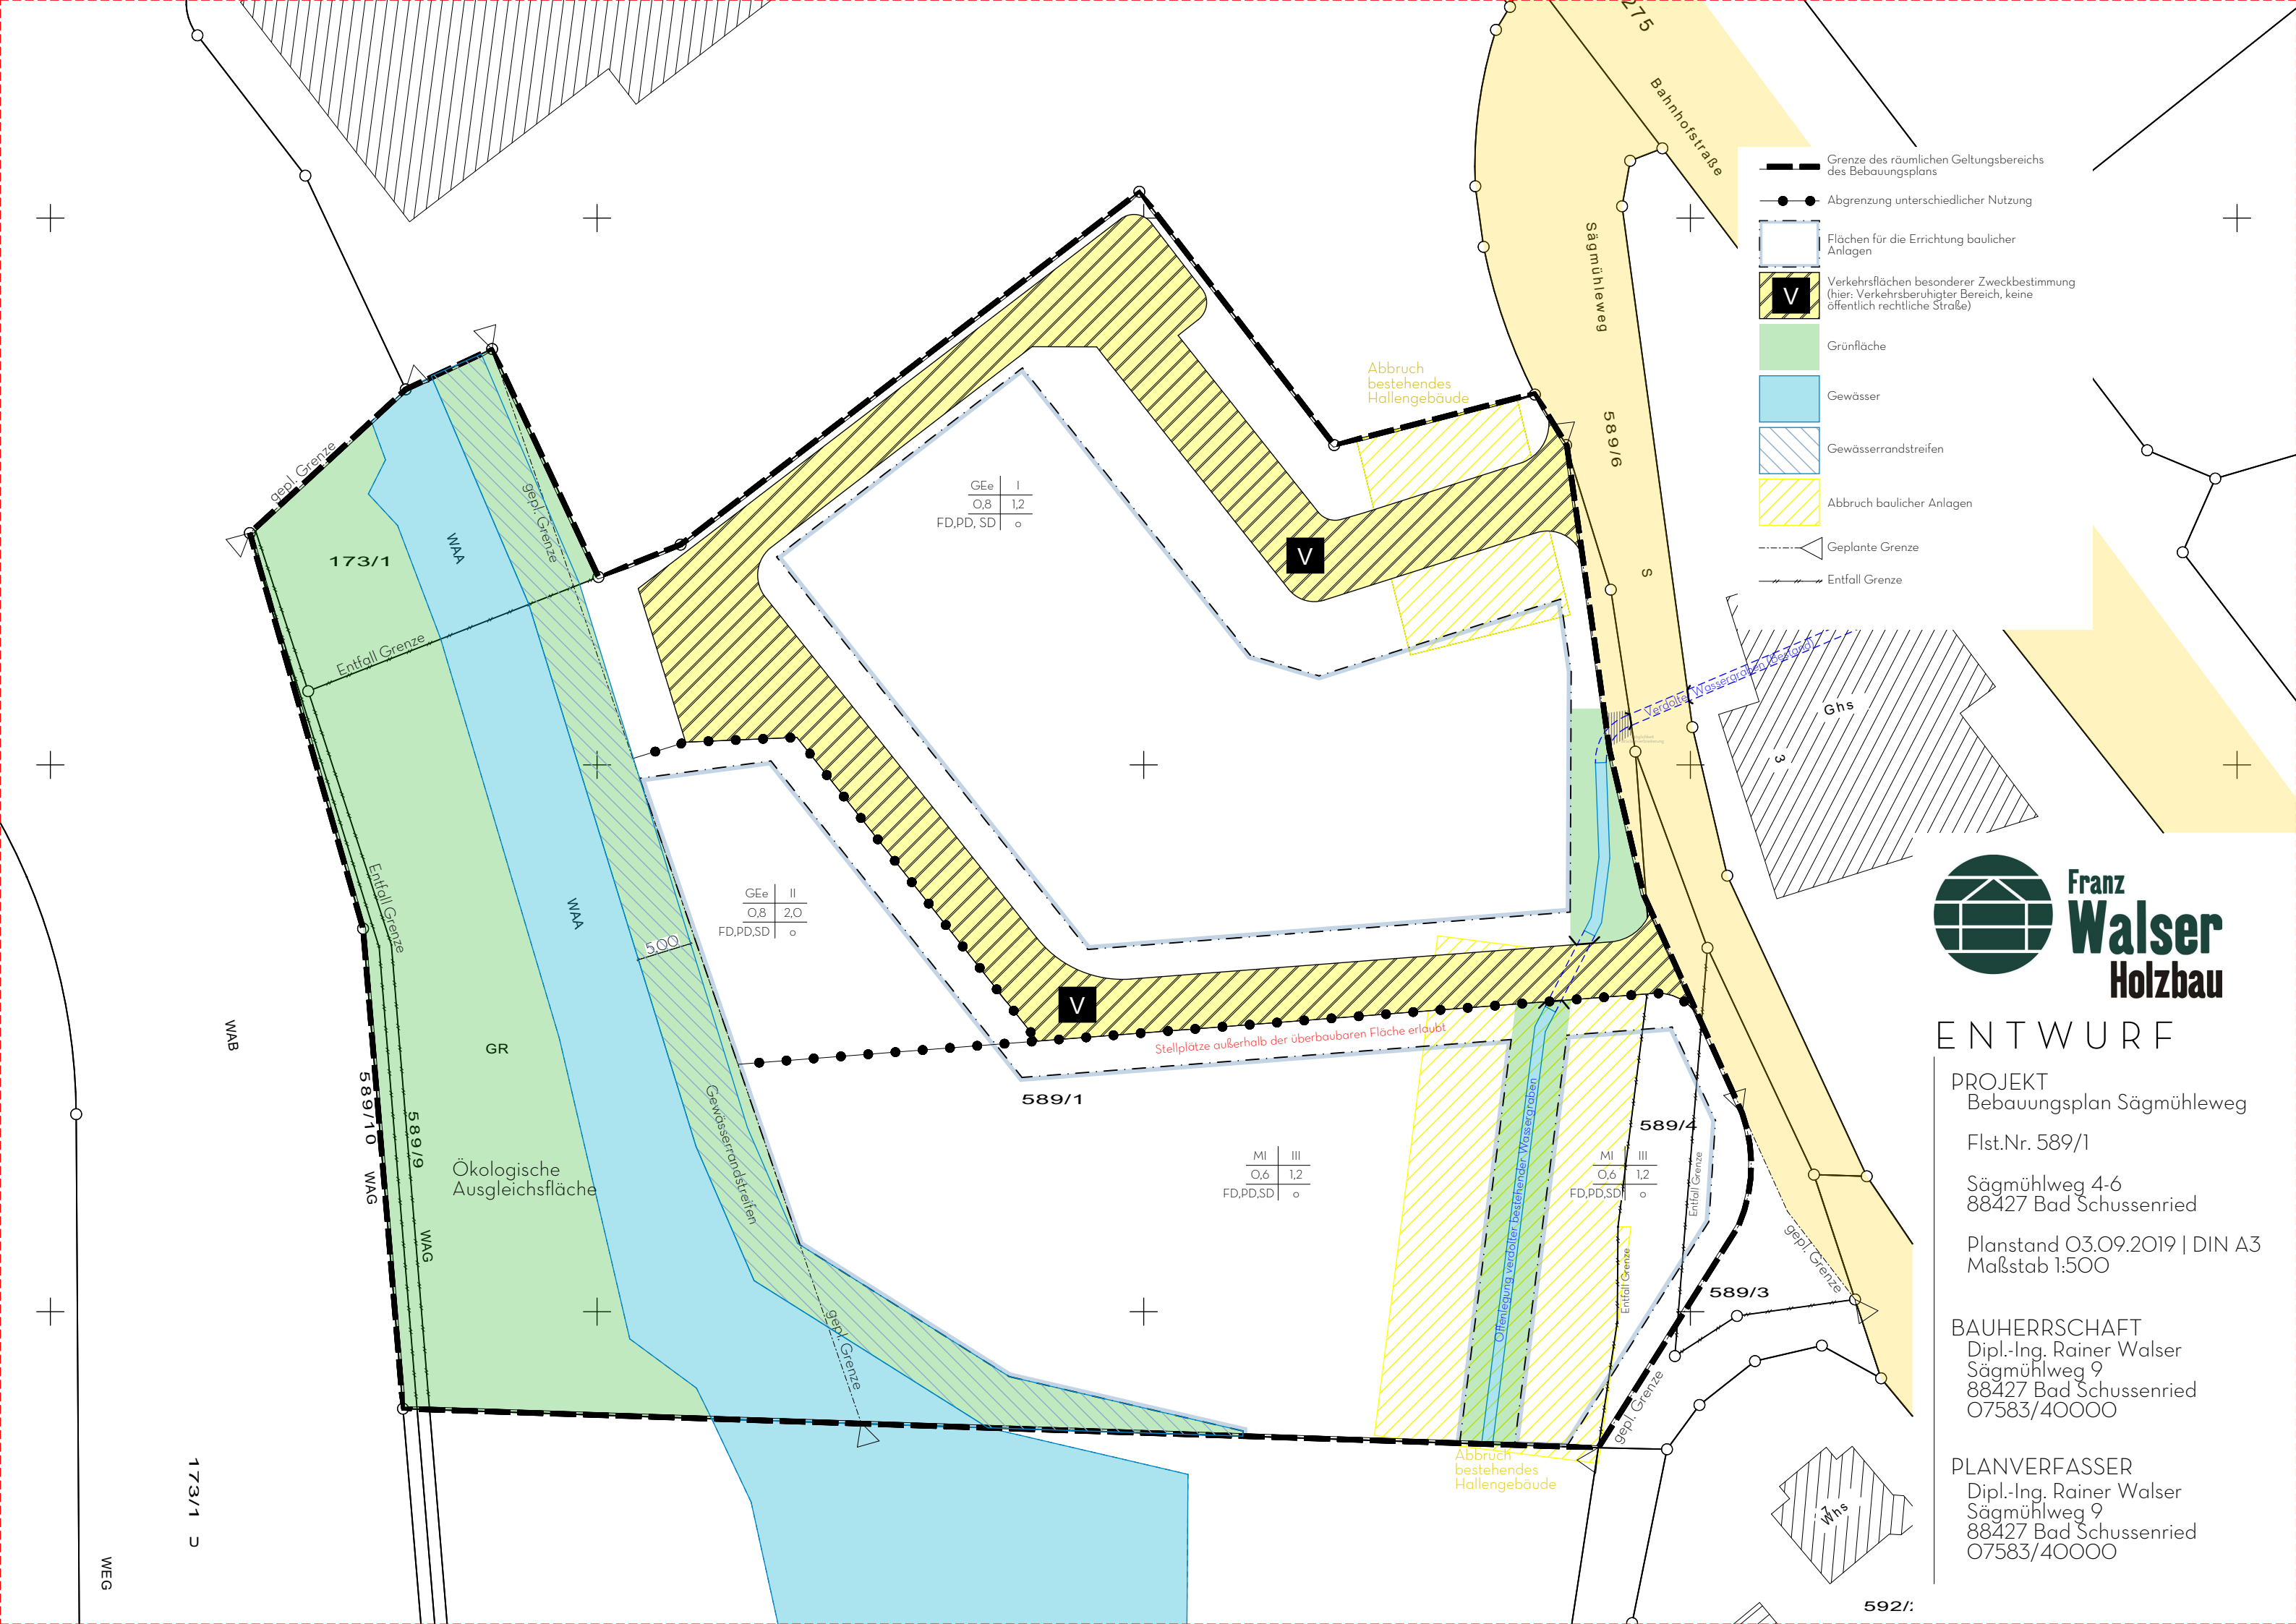 275
Bahnhofstraße
Sägmühleweg
589/6
S
Grenze des räumlichen Geltungsbereichs
des Bebauungsplans
Abgrenzung unterschiedlicher Nutzung
Flächen für die Errichtung baulicher
Anlagen
V
Verkehrsflächen besonderer Zweckbestimmung
(hier: Verkehrsberuhigter Bereich, keine
öffentlich rechtliche Straße)
Grünfläche
Gewässer
Gewässerrandstreifen
Abbruch baulicher Anlagen
Geplante Grenze
Entfall Grenze
Abbruch
bestehendes
Hallengebäude
gepl. Grenze
gepl. Grenze
173/1
WAA
Entfall Grenze
GEe I
0,8 1,2
FD,PD, SD o
V
Verdolter Wassergraben (Bestand)
Ghs
3
Entfall Grenze
WAA
GEe II
0,8 2,0
FD,PD,SD o
5.00
V
Stellplätze außerhalb der überbaubaren Fläche erlaubt
WAB
GR
589/10
WAG
589/9
WAG
Ökologische
Ausgleichsfläche
Gewässerrandstreifen
gepl. Grenze
589/1
MI III
0,6 1,2
FD,PD,SD o
Offenlegung verdolter bestehender Wassergraben
MI III
0,6 1,2
FD,PD,SD o
589/4
Entfall Grenze
Entfall Grenze
589/3
gepl. Grenze
gepl. Grenze
Abbruch
bestehendes
Hallengebäude
173/1
WEG
7
Whs
592/2
Franz
Walser
Holzbau
ENTWURF
PROJEKT
Bebauungsplan Sägmühleweg
Flst.Nr. 589/1
Sägmühlweg 4-6
88427 Bad Schussenried
Planstand 03.09.2019 | DIN A3
Maßstab 1:500
BAUHERRSCHAFT
Dipl.-Ing. Rainer Walser
Sägmühlweg 9
88427 Bad Schussenried
07583/40000
PLANVERFASSER
Dipl.-Ing. Rainer Walser
Sägmühlweg 9
88427 Bad Schussenried
07583/40000